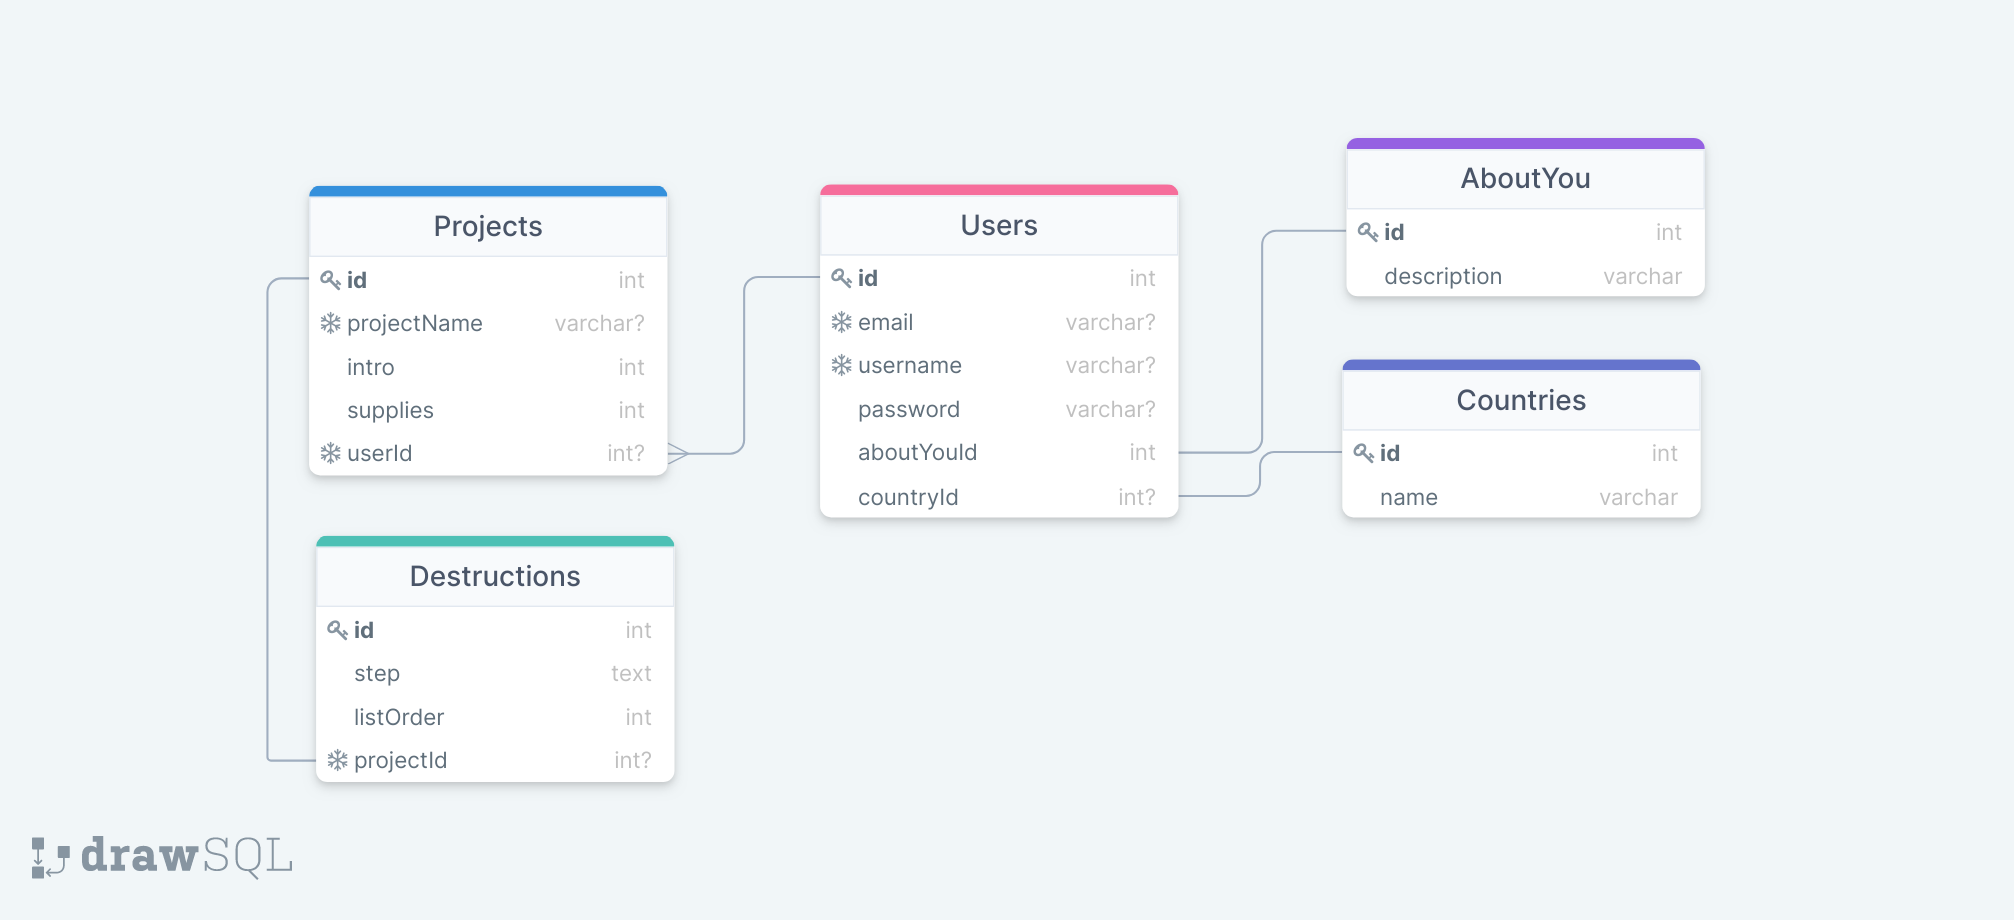 Projects
id int
projectName varchar?
intro int
supplies int
userId int?
Destructions
id int
step text
listOrder int
projectId int?
Users
id int
email varchar?
username varchar?
password varchar?
aboutYouId int
countryId int?
AboutYou
id int
description varchar
Countries
id int
name varchar
drawSQL